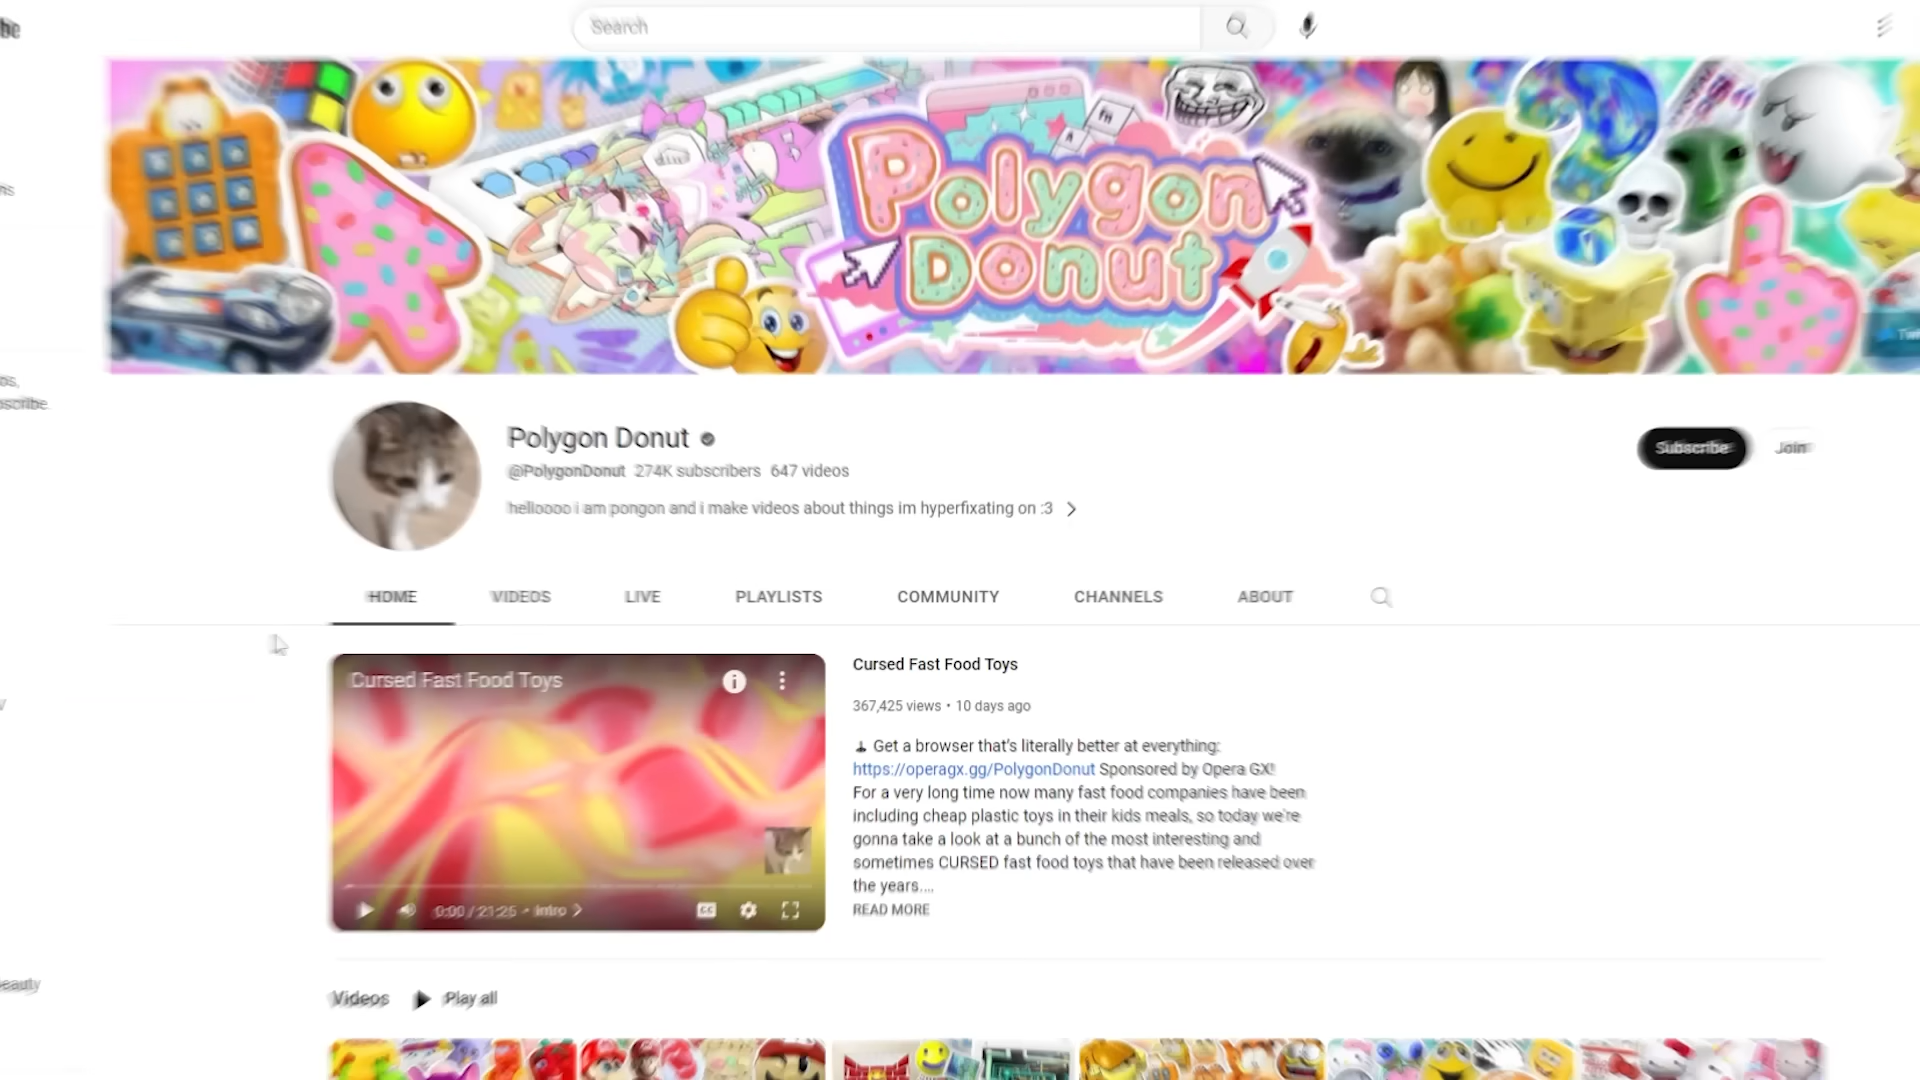 be
Search
Polygon
Donut
Polygon Donut
@PolygonDonut 274K subscribers 647 videos
helloooo i am pongon and i make videos about things im hyperfixating on :3
Subscribe
Join
HOME VIDEOS LIVE PLAYLISTS COMMUNITY CHANNELS ABOUT
Cursed Fast Food Toys
0:00 / 21:25 • Intro
Cursed Fast Food Toys
367,425 views • 10 days ago
Get a browser that's literally better at everything:
https://operagx.gg/PolygonDonut Sponsored by Opera GX!
For a very long time now many fast food companies have been
including cheap plastic toys in their kids meals, so today we're
gonna take a look at a bunch of the most interesting and
sometimes CURSED fast food toys that have been released over
the years....
READ MORE
Videos Play all
scribe
eauty